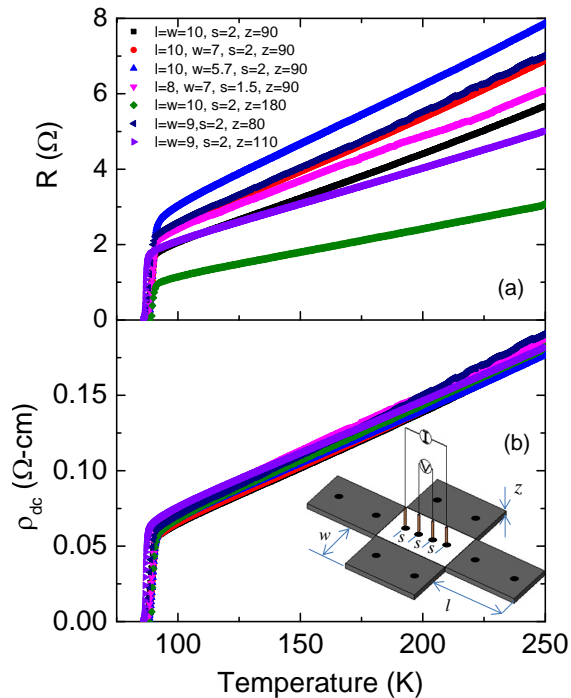 8
6
4
2
0
R (Ω)
l=w=10, s=2, z=90
l=10, w=7, s=2, z=90
l=10, w=5.7, s=2, z=90
l=8, w=7, s=1.5, z=90
l=w=10, s=2, z=180
l=w=9,s=2, z=80
l=w=9, s=2, z=110
(a)
0.15
0.10
0.05
0.00
ρdc (Ω-cm)
(b)
I
V
z
s s s
w
l
100 150 200 250
Temperature (K)